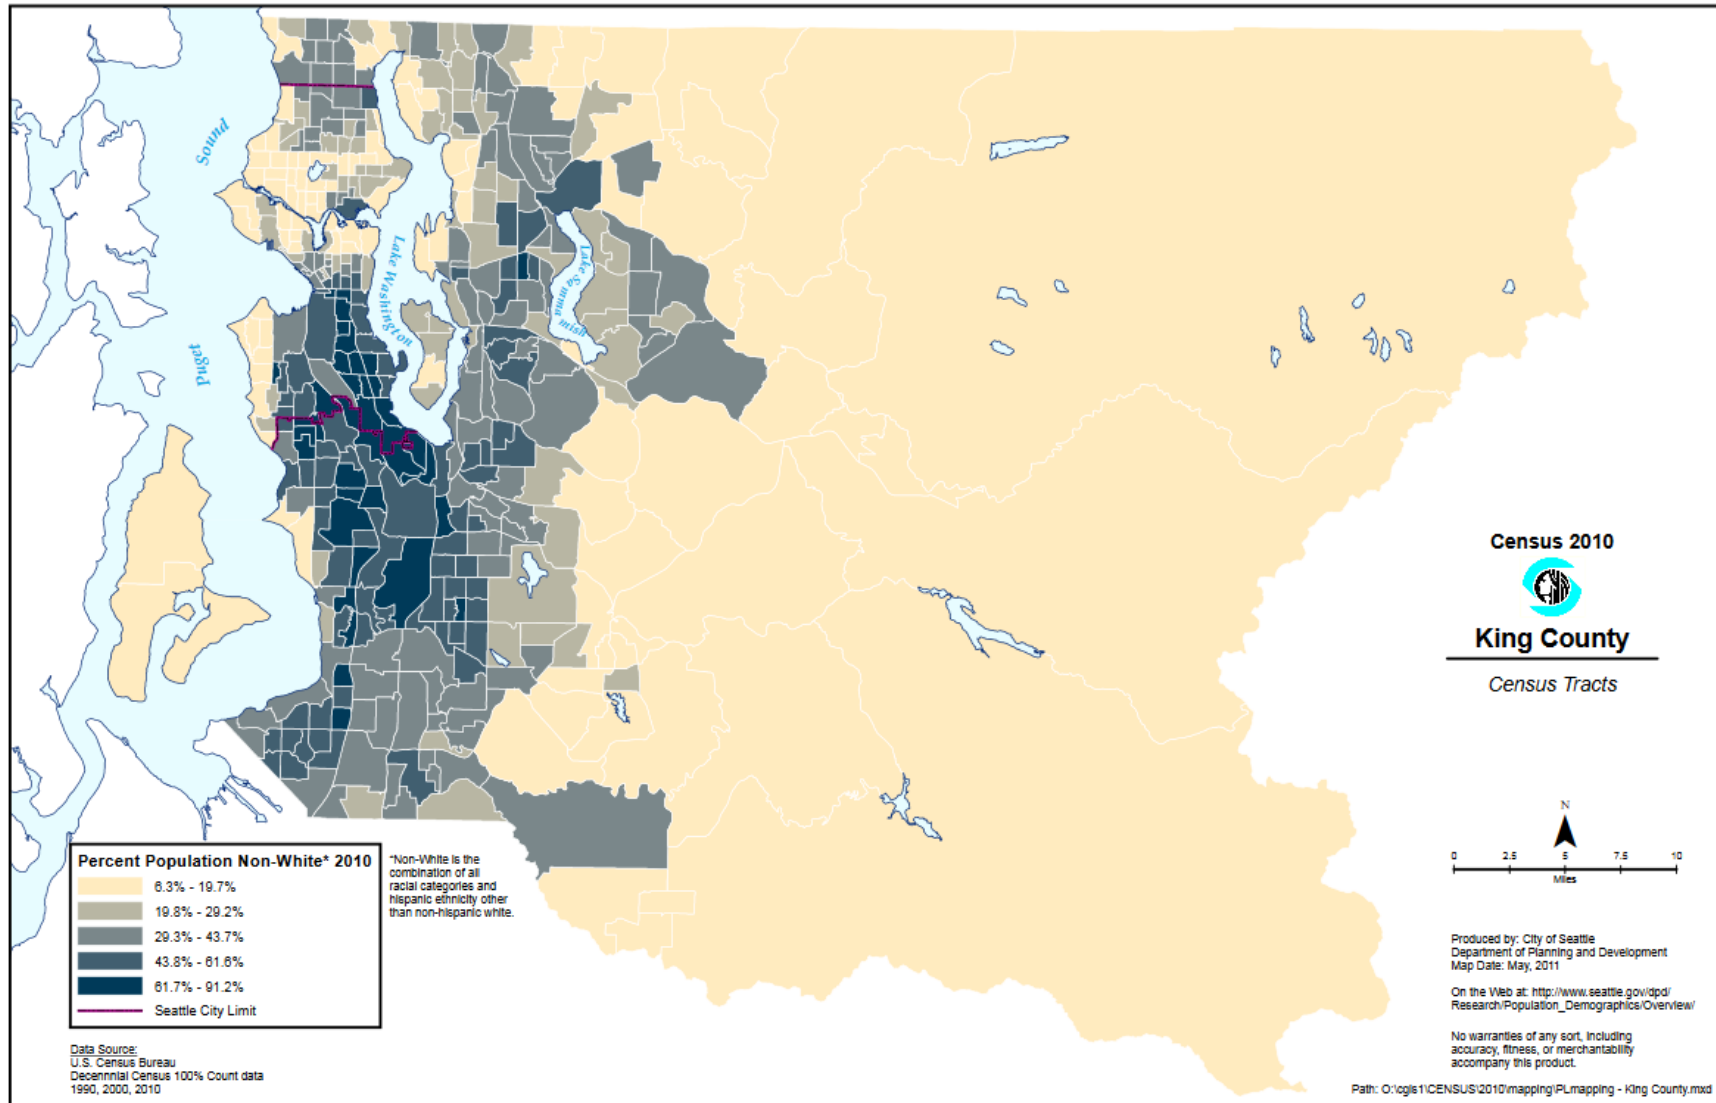 Sound
Puget
Lake Washington
Lake Samma
mish
Census 2010
King County
Census Tracts
N
0 2.5 5 7.5 10
Miles
Percent Population Non-White* 2010
6.3% - 19.7%
19.8% - 29.2%
29.3% - 43.7%
43.8% - 61.6%
61.7% - 91.2%
Seattle City Limit
*Non-White is the
combination of all
racial categories and
hispanic ethnicity other
than non-hispanic white.
Data Source:
U.S. Census Bureau
Decennnial Census 100% Count data
1990, 2000, 2010
Produced by: City of Seattle
Department of Planning and Development
Map Date: May, 2011
On the Web at: http://www.seattle.gov/dpd/
Research/Population_Demographics/Overview/
No warranties of any sort, including
accuracy, fitness, or merchantability
accompany this product.
Path: O:\cgis1\CENSUS\2010\mapping\PLmapping - King County.mxd